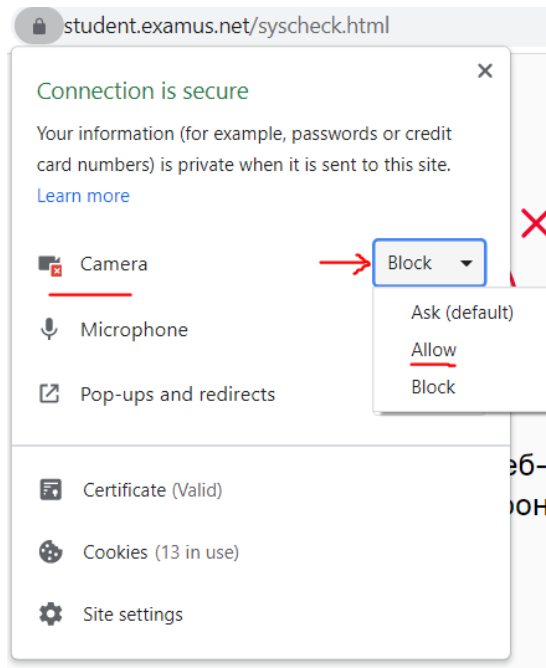 student.examus.net/syscheck.html
Connection is secure
Your information (for example, passwords or credit
card numbers) is private when it is sent to this site.
Learn more
Camera
Block
Ask (default)
Microphone
Allow
Block
Pop-ups and redirects
Certificate (Valid)
Cookies (13 in use)
Site settings